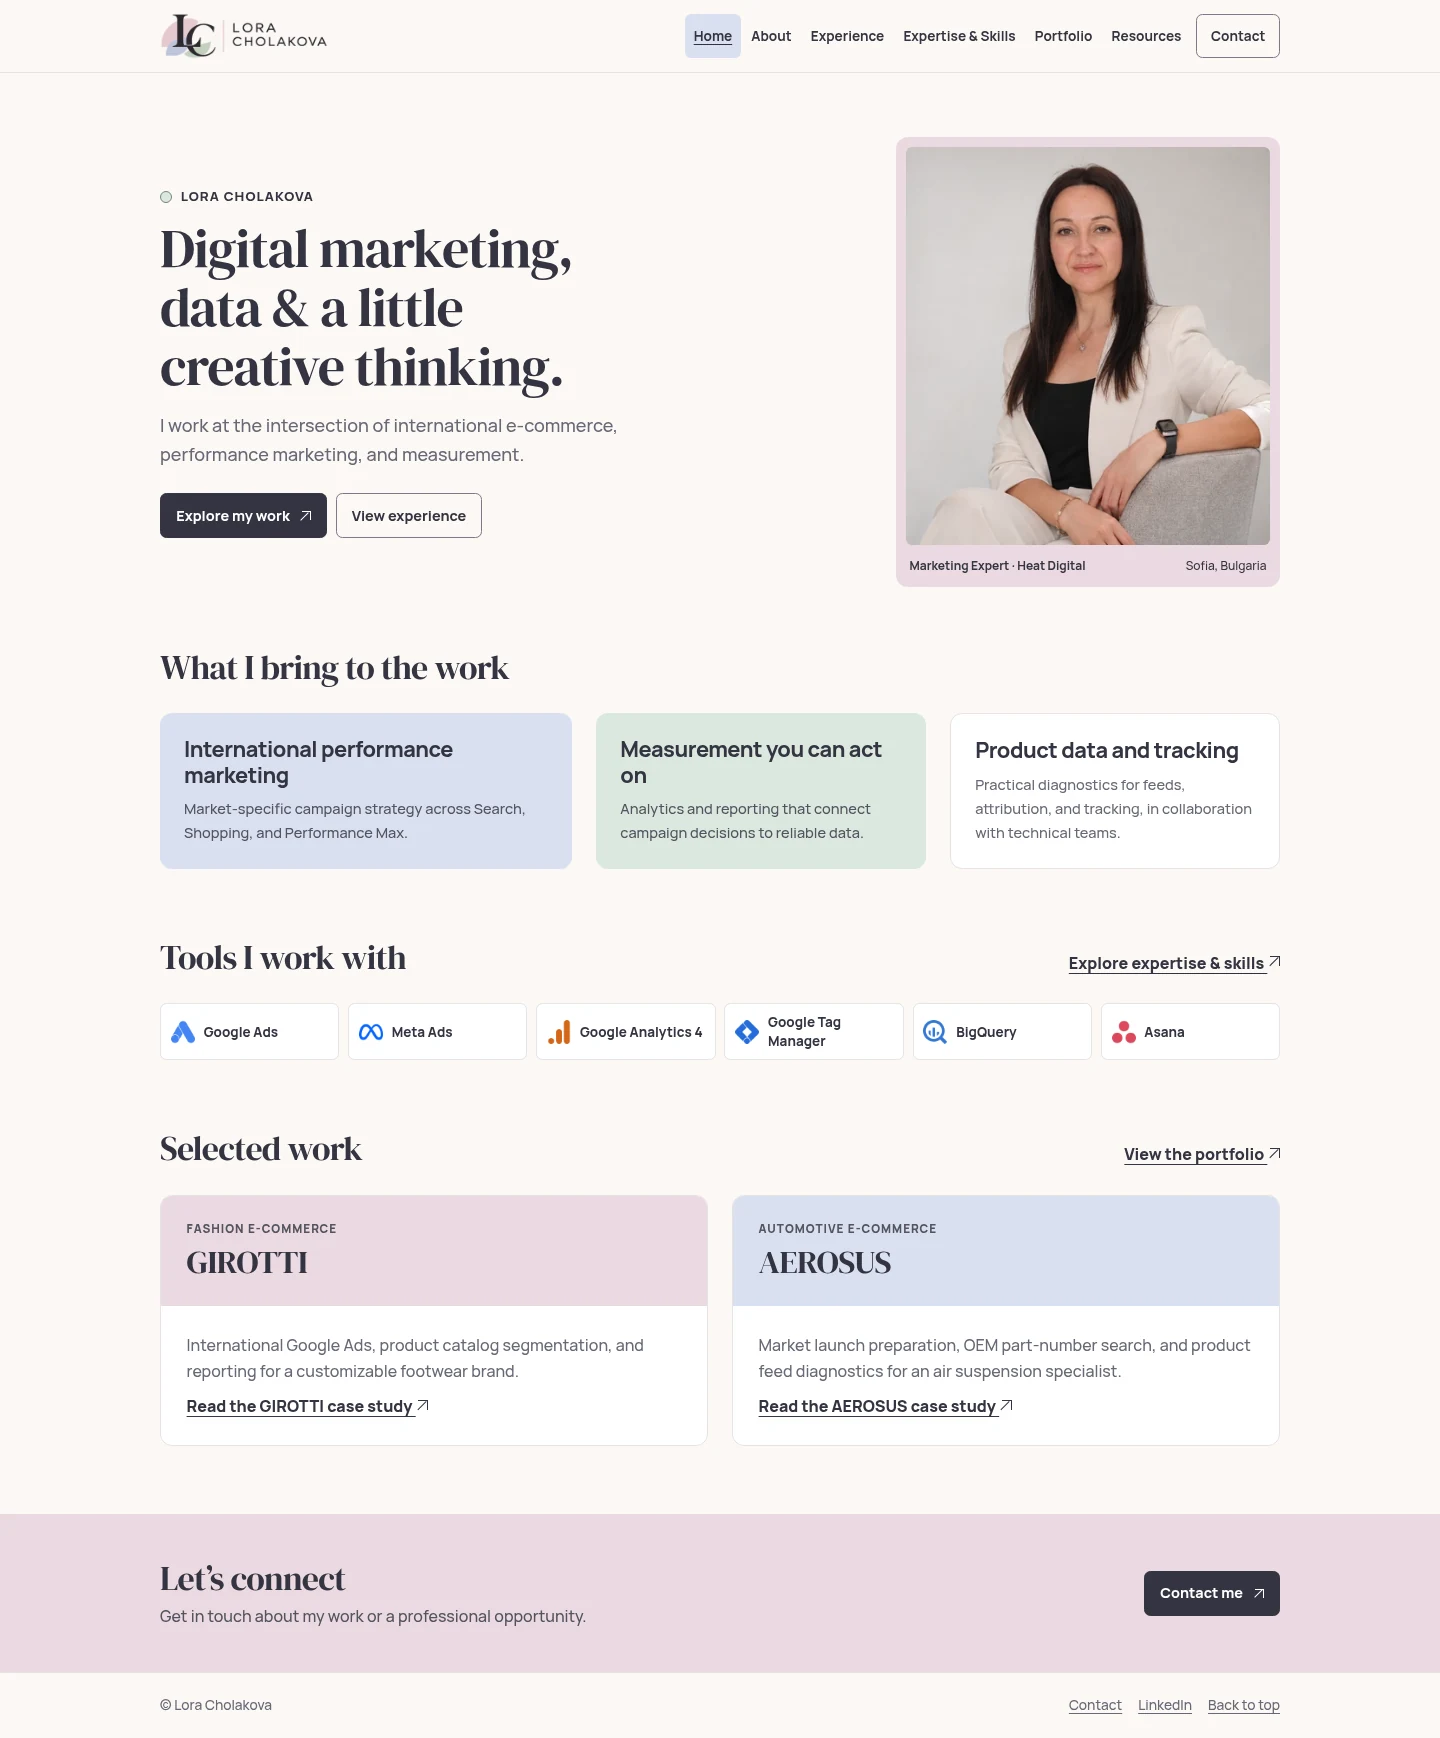 LC
LORA
CHOLAKOVA
Home
About
Experience
Expertise & Skills
Portfolio
Resources
Contact
LORA CHOLAKOVA
Digital marketing,
data & a little
creative thinking.
I work at the intersection of international e-commerce,
performance marketing, and measurement.
Explore my work
View experience
Marketing Expert · Heat Digital
Sofia, Bulgaria
What I bring to the work
International performance
marketing
Market-specific campaign strategy across Search,
Shopping, and Performance Max.
Measurement you can act
on
Analytics and reporting that connect
campaign decisions to reliable data.
Product data and tracking
Practical diagnostics for feeds,
attribution, and tracking, in collaboration
with technical teams.
Tools I work with
Explore expertise & skills
Google Ads
Meta Ads
Google Analytics 4
Google Tag
Manager
BigQuery
Asana
Selected work
View the portfolio
FASHION E-COMMERCE
GIROTTI
International Google Ads, product catalog segmentation, and
reporting for a customizable footwear brand.
Read the GIROTTI case study
AUTOMOTIVE E-COMMERCE
AEROSUS
Market launch preparation, OEM part-number search, and product
feed diagnostics for an air suspension specialist.
Read the AEROSUS case study
Let’s connect
Get in touch about my work or a professional opportunity.
Contact me
© Lora Cholakova
Contact
LinkedIn
Back to top